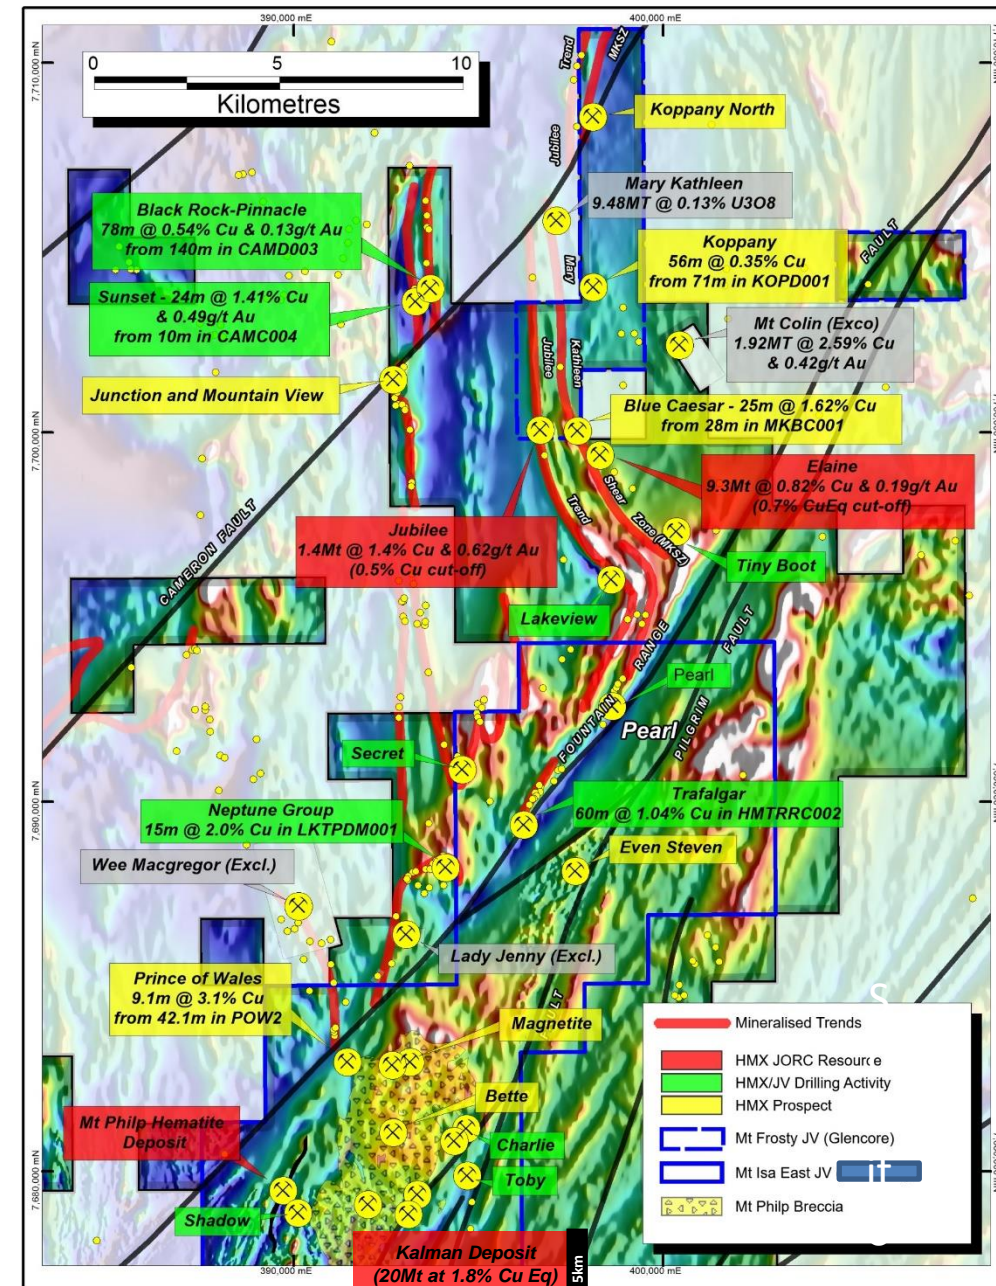 390,000 mE
400,000 mE
7,710,000 mN
0 5 10
Kilometres
Trend
MKSZ
Jubilee
Koppany North
Mary Kathleen
9.48MT @ 0.13% U3O8
Black Rock-Pinnacle
78m @ 0.54% Cu & 0.13g/t Au
from 140m in CAMD003
Koppany
56m @ 0.35% Cu
from 71m in KOPD001
FAULT
Mary
Sunset - 24m @ 1.41% Cu
& 0.49g/t Au
from 10m in CAMC004
Mt Colin (Exco)
1.92MT @ 2.59% Cu
& 0.42g/t Au
Jubilee
Kathleen
Junction and Mountain View
Blue Caesar - 25m @ 1.62% Cu
from 28m in MKBC001
7,700,000 mN
Elaine
9.3Mt @ 0.82% Cu & 0.19g/t Au
(0.7% CuEq cut-off)
Shear
Trend
Zone (MKSZ)
Jubilee
1.4Mt @ 1.4% Cu & 0.62g/t Au
(0.5% Cu cut-off)
CAMERON FAULT
Tiny Boot
Lakeview
RANGE
FAULT
Pearl
FOUNTAIN
Pearl
PILGRIM
Secret
Trafalgar
60m @ 1.04% Cu in HMTRRC002
7,690,000 mN
Neptune Group
15m @ 2.0% Cu in LKTPDM001
Even Steven
Wee Macgregor (Excl.)
Lady Jenny (Excl.)
Prince of Wales
9.1m @ 3.1% Cu
from 42.1m in POW2
Magnetite
Bette
Mt Philp Hematite
Deposit
Charlie
Toby
7,680,000 mN
Shadow
Kalman Deposit
(20Mt at 1.8% Cu Eq)
5km
S
Mineralised Trends
HMX JORC Resourc e
HMX/JV Drilling Activity
HMX Prospect
Mt Frosty JV (Glencore)
Mt Isa East JV
Mt Philp Breccia
390,000 mE
400,000 mE